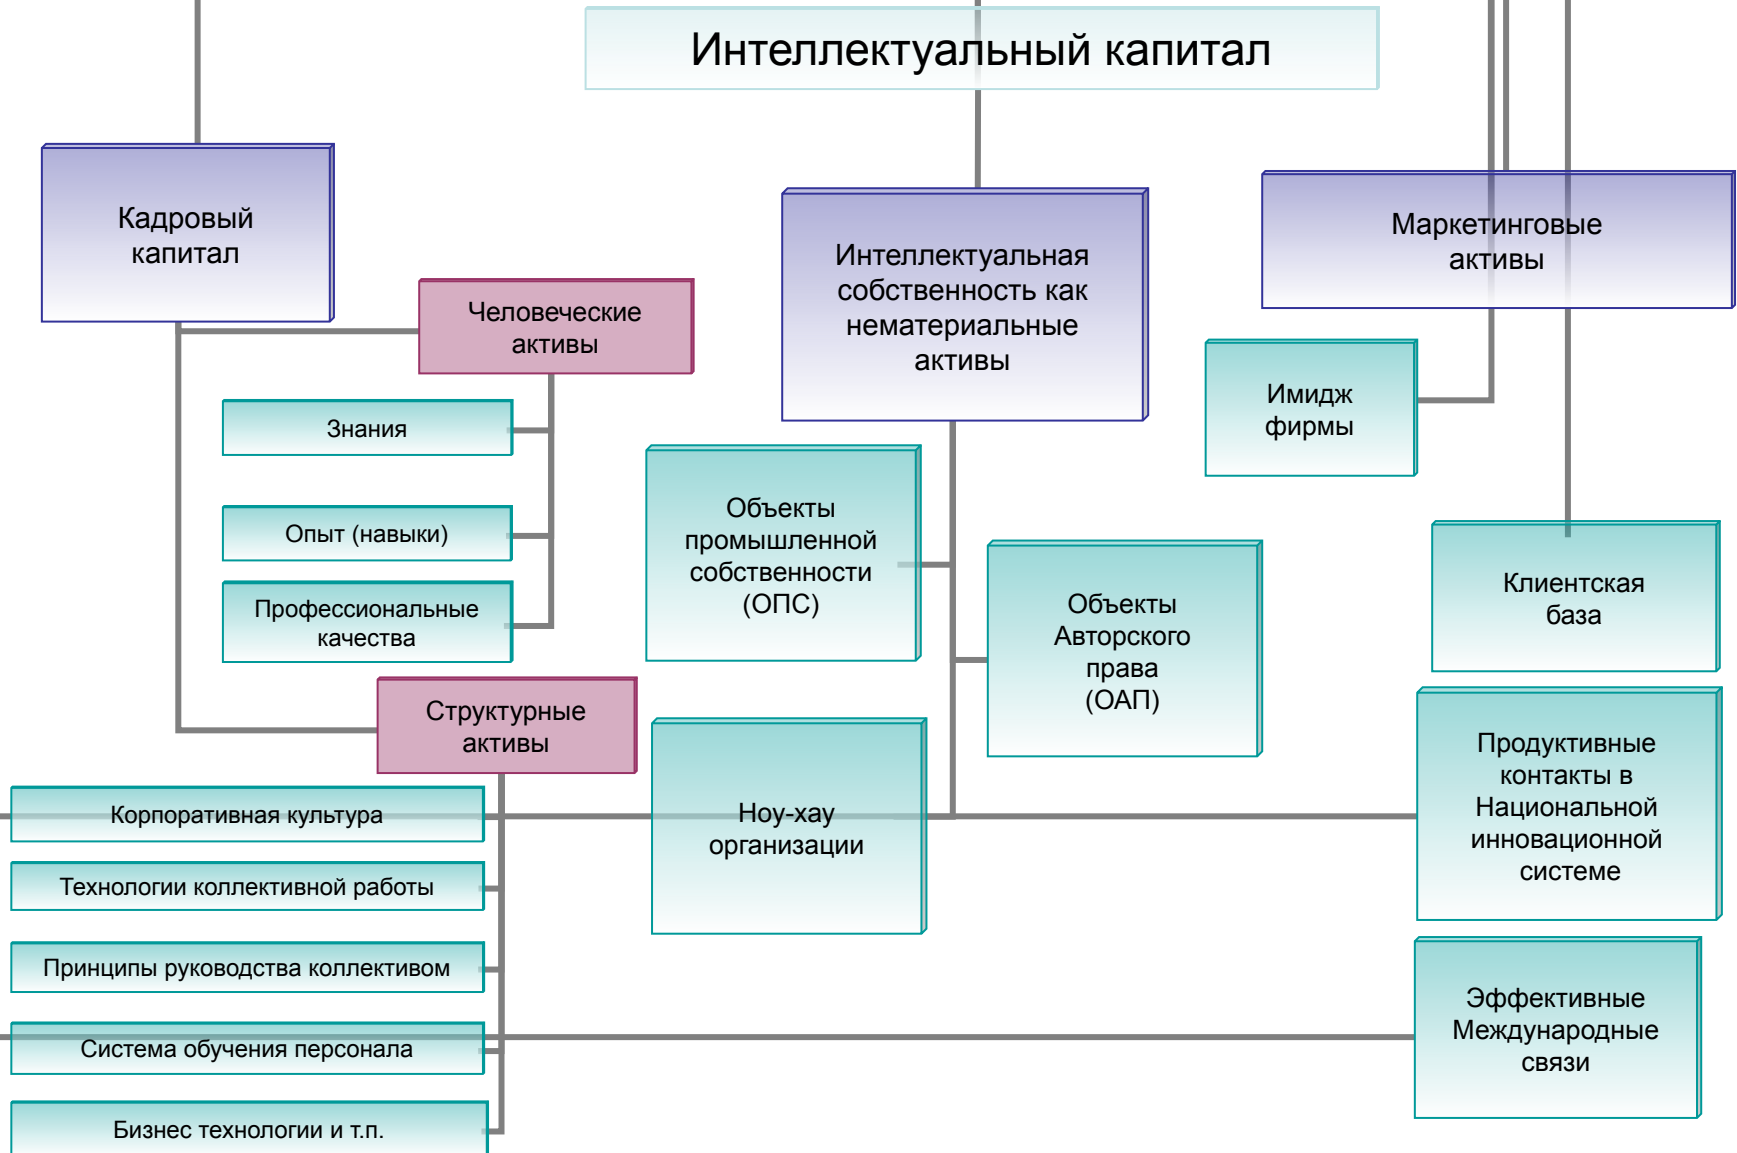 Интеллектуальный капитал
Кадровый
капитал
Человеческие
активы
Знания
Опыт (навыки)
Профессиональные
качества
Структурные
активы
Корпоративная культура
Технологии коллективной работы
Принципы руководства коллективом
Система обучения персонала
Бизнес технологии и т.п.
Интеллектуальная
собственность как
нематериальные
активы
Объекты
промышленной
собственности
(ОПС)
Объекты
Авторского
права
(ОАП)
Ноу-хау
организации
Маркетинговые
активы
Имидж
фирмы
Клиентская
база
Продуктивные
контакты в
Национальной
инновационной
системе
Эффективные
Международные
связи